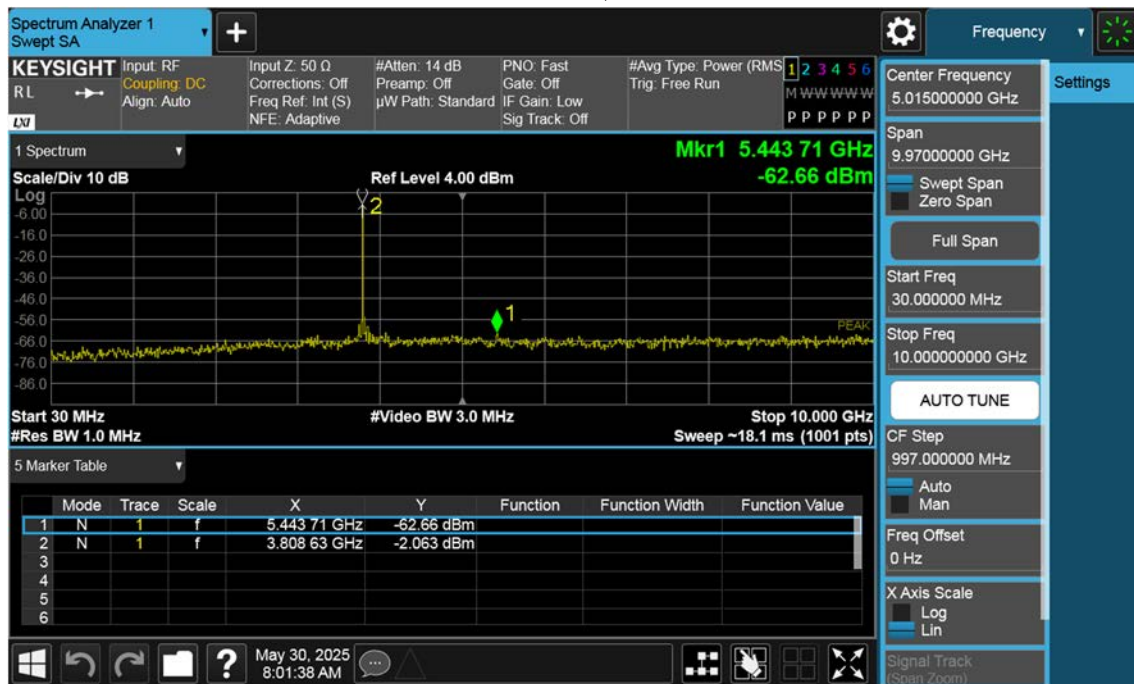 Spectrum Analyzer 1
Swept SA
+
Frequency
KEYSIGHT
RL
LXI
Input: RF
Coupling: DC
Align: Auto
Input Z: 50 Ω
Corrections: Off
Freq Ref: Int (S)
NFE: Adaptive
#Atten: 14 dB
Preamp: Off
µW Path: Standard
PNO: Fast
Gate: Off
IF Gain: Low
Sig Track: Off
#Avg Type: Power (RMS
Trig: Free Run
1 2 3 4 5 6
M W W W W W
P P P P P P
1 Spectrum
Mkr1 5.443 71 GHz
Scale/Div 10 dB
Ref Level 4.00 dBm
-62.66 dBm
Log
-6.00
-16.0
-26.0
-36.0
-46.0
-56.0
-66.0
-76.0
-86.0
2
1
PEAK
Start 30 MHz
#Video BW 3.0 MHz
Stop 10.000 GHz
#Res BW 1.0 MHz
Sweep ~18.1 ms (1001 pts)
5 Marker Table
Mode Trace Scale X Y Function Function Width Function Value
1 N 1 f 5.443 71 GHz -62.66 dBm
2 N 1 f 3.808 63 GHz -2.063 dBm
3
4
5
6
?
May 30, 2025
8:01:38 AM
Center Frequency
5.015000000 GHz
Span
9.97000000 GHz
Swept Span
Zero Span
Full Span
Start Freq
30.000000 MHz
Stop Freq
10.000000000 GHz
AUTO TUNE
CF Step
997.000000 MHz
Auto
Man
Freq Offset
0 Hz
X Axis Scale
Log
Lin
Signal Track
(Span Zoom)
Settings